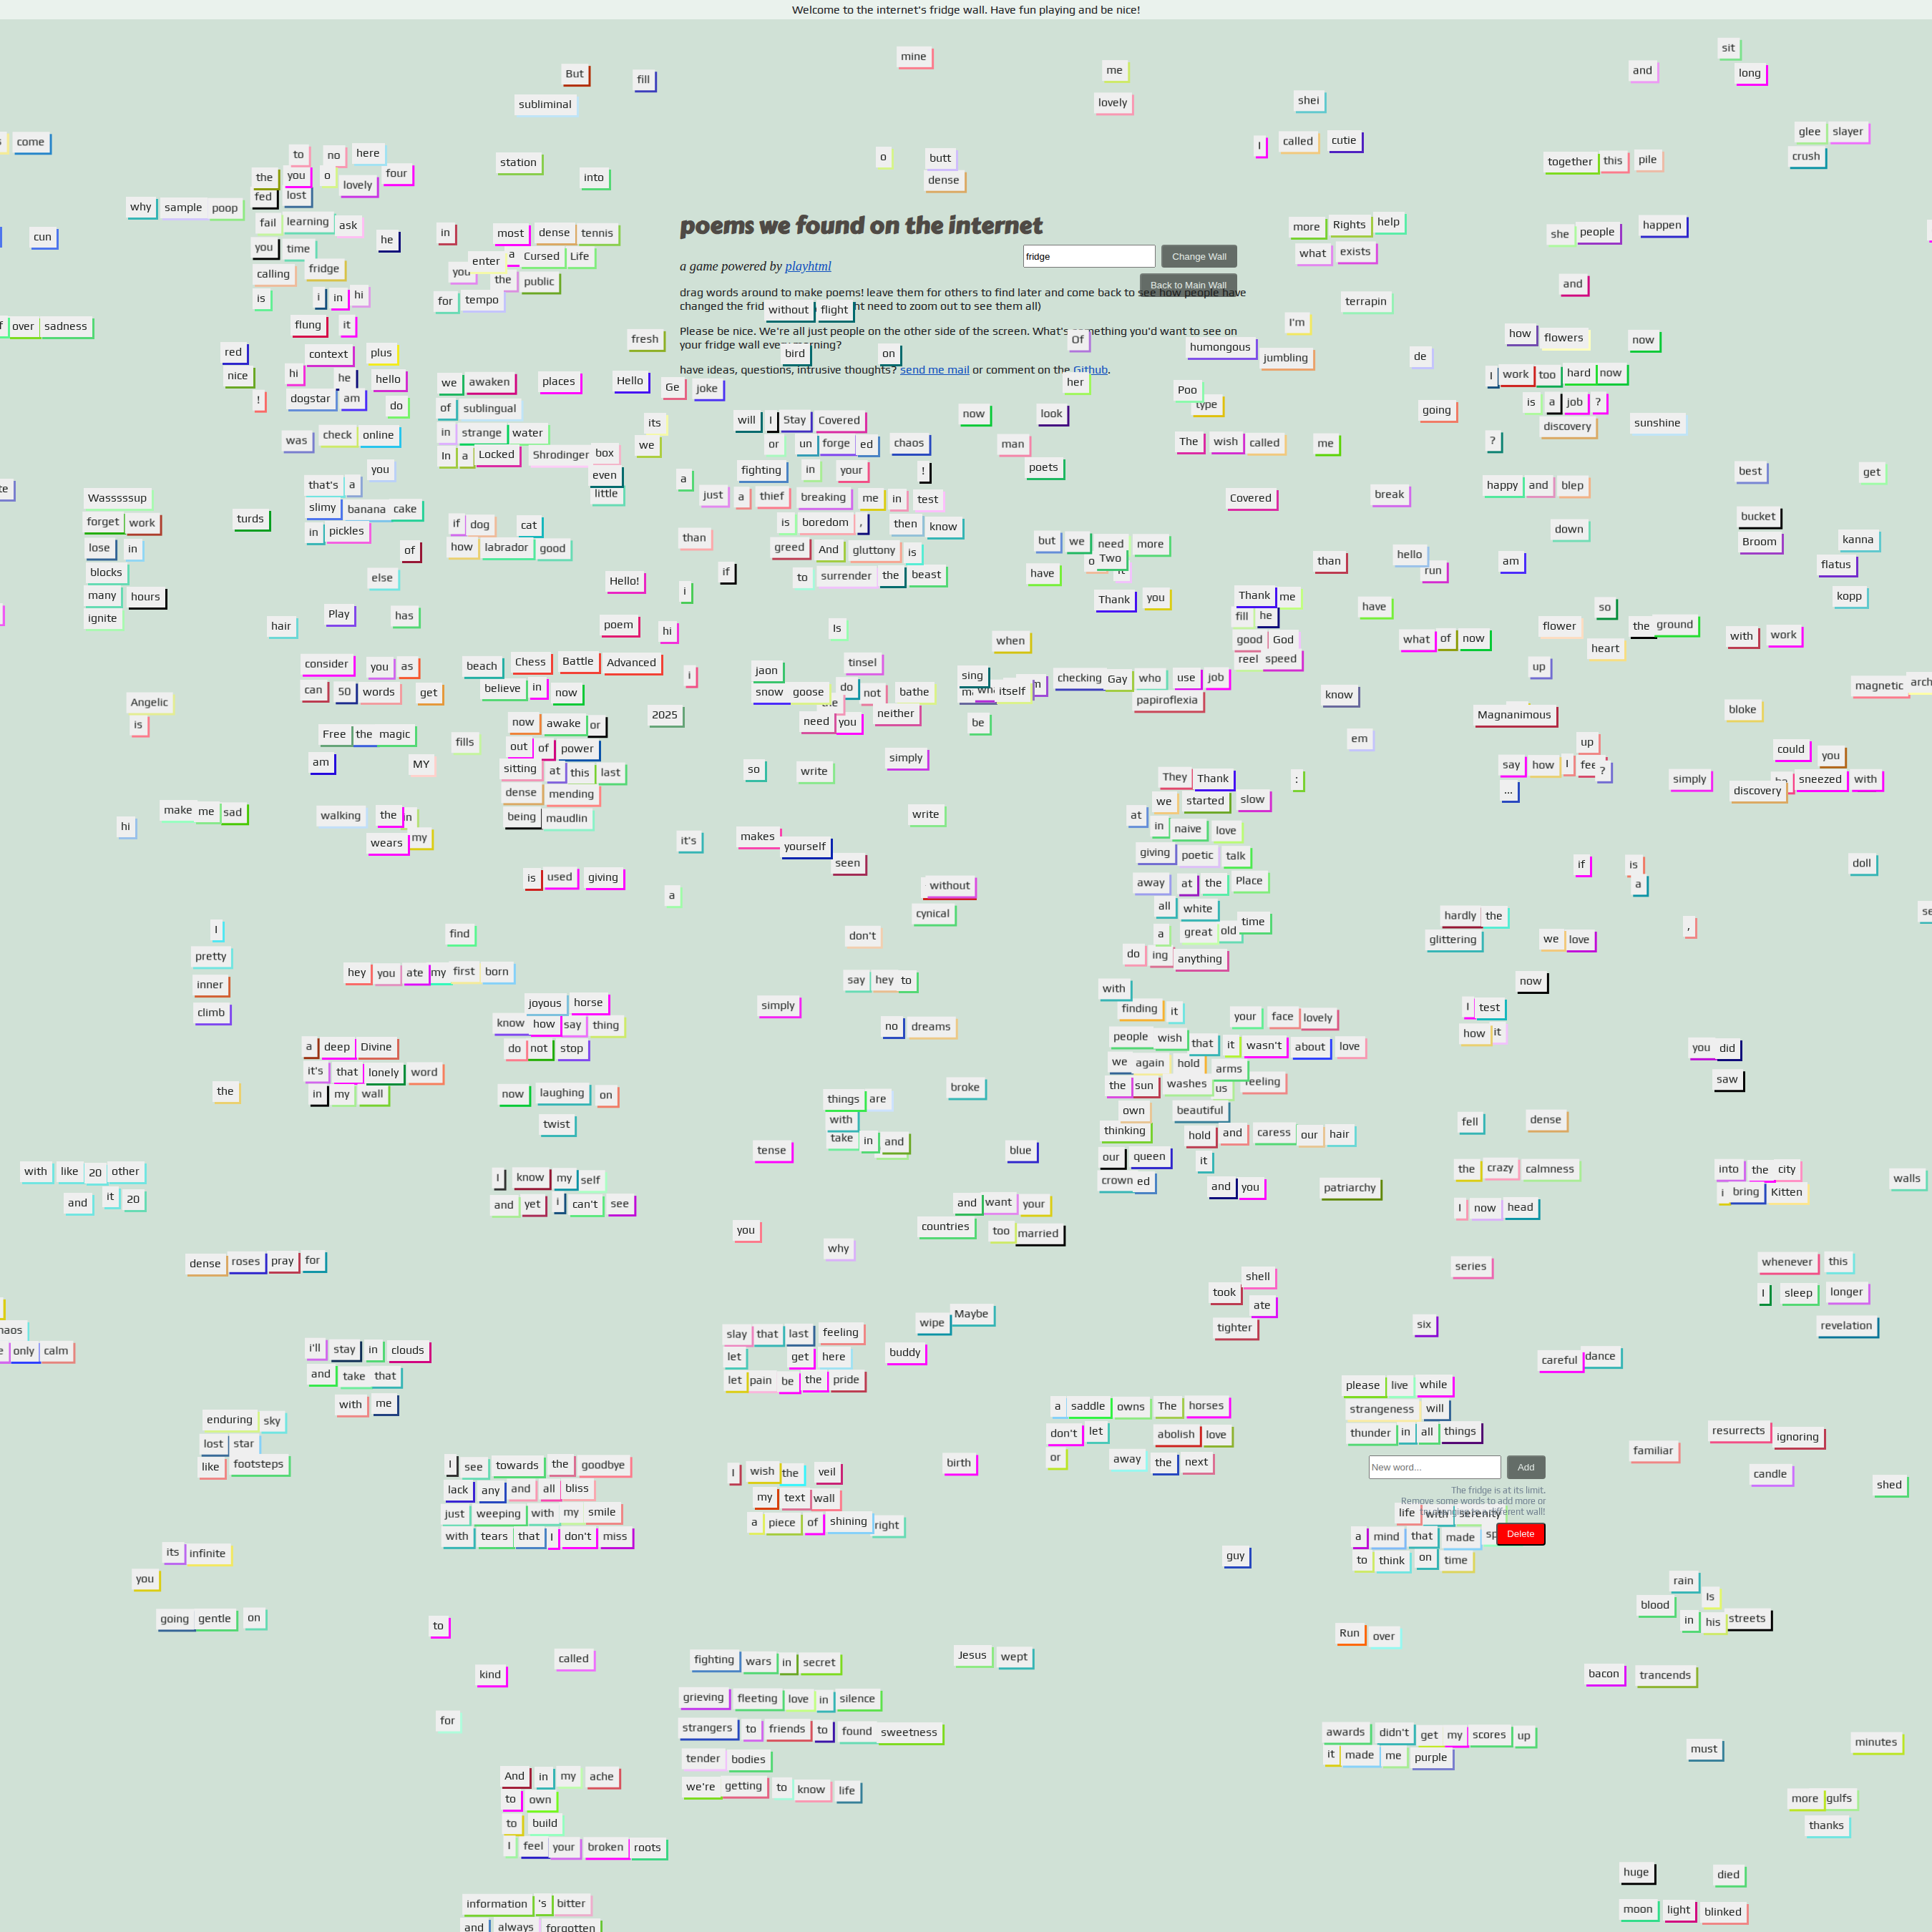 Welcome to the internet's fridge wall. Have fun playing and be nice!
mine
sit
But fill
me
and long
subliminal
lovely
shei
come
I called cutie
glee slayer
crush
to no here
station
o butt
together this pile
the you o lovely four
into
dense
fed lost
why sample poop
fail learning ask
poems we found on the internet
more Rights help
she people happen
cun
you time
he
in most dense tennis
what exists
calling fridge
you enter a Cursed Life
a game powered by playhtml
fridge
Change Wall
the public
Back to Main Wall
and
is i in hi
for tempo
drag words around to make poems! leave them for others to find later and come back to see how people have
without flight
terrapin
over sadness
flung it
I'm
Please be nice. We're all just people on the other side of the screen. What's something you'd want to see on
your fridge wall every morning?
fresh
Of
how flowers now
red context plus
bird on
humongous jumbling
de
have ideas, questions, intrusive thoughts? send me mail or comment on the Github.
nice hi he hello
we awaken places Hello Ge joke
her
Poo type
I work too hard now
! dogstar am do
of sublingual
is a job ?
will I Stay Covered
now look
going
discovery sunshine
was check online
in strange water
its we
or un forge ed chaos
man
The wish called me
?
In a Locked Shrodinger box
you
fighting in your !
poets
even little
a
best get
that's a
just a thief breaking me in test
Covered
break
happy and blep
Wasssssup
slimy banana cake
forget work
turds
in pickles
if dog cat
is boredom , then know
down
bucket
lose in
of
how labrador good
than
greed And gluttony is
but we need more
Broom kanna
blocks
else
Hello!
if
to surrender the beast
have
Two
than
hello run
am
flatus
many hours
i
Thank you
Thank me
kopp
ignite
hair
Play has
poem hi
Is
fill he
have
so
flower the ground
when
good God
what of now
heart
with work
consider you as
beach Chess Battle Advanced
i
jaon
tinsel
reel speed
up
can 50 words get
believe in now
snow goose do not bathe
sing
itself
checking Gay who use job
papiroflexia
know
magnetic
Angelic
is
now awake or
2025
need you neither
be
Magnanimous
bloke
Free the magic
fills
out of power
em
up
could you
am MY
sitting at this last
so write simply
They Thank
:
say how I ?
simply
sneezed with
discovery
dense mending
we started slow
...
make me sad
hi
walking the in
being maudlin
write
at in naive love
wears my
it's
makes yourself seen
giving poetic talk
if is a
doll
is used giving
a
without
away at the Place
cynical
all white
hardly the
I
find
don't
a great old time
glittering
we love
,
pretty
do ing anything
hey you ate my first born
say hey to
now
inner
with
climb
joyous horse
simply
finding it
your face lovely
I test
know how say thing
no dreams
people wish that it wasn't about love
how it
a deep Divine
do not stop
you did
it's that lonely word
we again hold arms
saw
the
in my wall
now laughing on
things are
broke
the sun washes us feeling
with
own beautiful
twist
fell dense
take in and
thinking hold and caress our hair
tense
blue
our queen it
with like 20 other
the crazy calmness
into the city
I know my self
crown ed
and you
patriarchy
i bring Kitten
walls
and it 20
and yet i can't see
and want your
I now head
you
countries too married
why
dense roses pray for
series
whenever this
shell
took ate
I sleep longer
Maybe
wipe
tighter
six
revelation
slay that last feeling
only calm
i'll stay in clouds
let get here
buddy
careful dance
and take that
let pain be the pride
please live while
with me
a saddle owns The horses
strangeness will
enduring sky
don't let abolish love
thunder in all things
resurrects ignoring
lost star
familiar
like footsteps
I see towards the goodbye
I wish the veil
birth
or away the next
New word...
Add
candle
shed
lack any and all bliss
my text wall
The fridge is at its limit.
Remove some words to add more or
just weeping with my smile
a piece of shining right
life with serenity
with tears that I don't miss
a mind that made
Delete
its infinite
guy
to think on time
you
rain
Is
blood
going gentle on
in his streets
to
Run over
called
fighting wars in secret
Jesus wept
kind
bacon trancends
grieving fleeting love in silence
for
strangers to friends to found sweetness
awards didn't get my scores up
must
minutes
tender bodies
it made me purple
And in my ache
we're getting to know life
to own
more gulfs
to build
thanks
I feel your broken roots
huge
died
information 's bitter
moon light blinked
and always forgotten